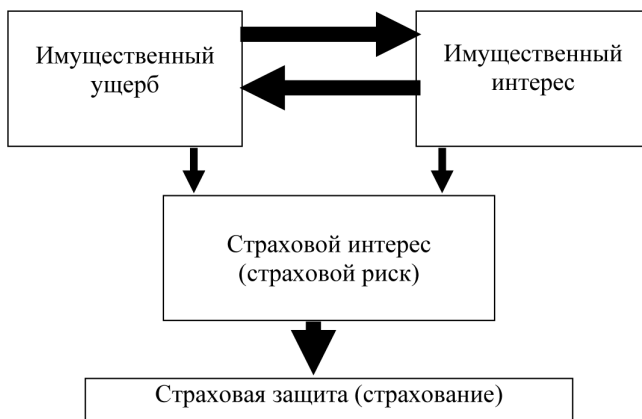 Имущественный
ущерб
Имущественный
интерес
Страховой интерес
(страховой риск)
Страховая защита (страхование)